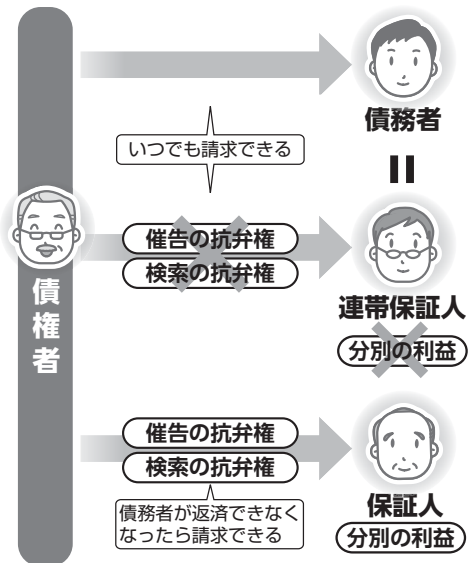 債権者
債務者
いつでも請求できる
催告の抗弁権
検索の抗弁権
連帯保証人
分別の利益
催告の抗弁権
検索の抗弁権
債務者が返済できなく
なったら請求できる
保証人
分別の利益